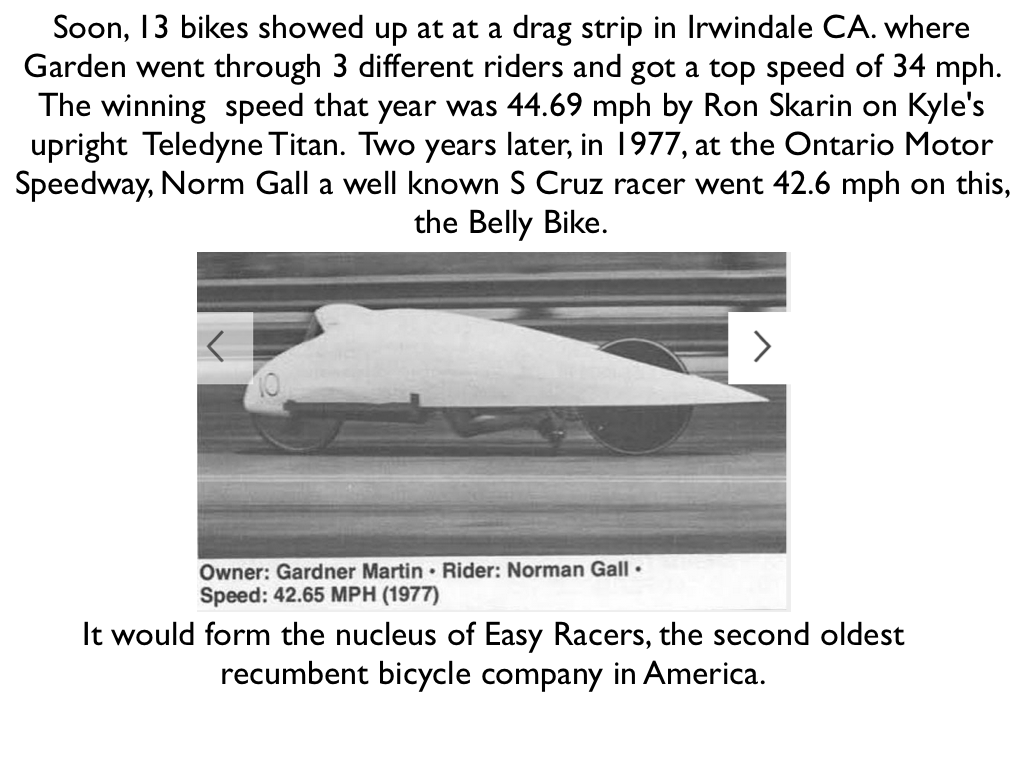 Soon, 13 bikes showed up at at a drag strip in Irwindale CA. where
Garden went through 3 different riders and got a top speed of 34 mph.
The winning  speed that year was 44.69 mph by Ron Skarin on Kyle's
upright  Teledyne Titan.  Two years later, in 1977, at the Ontario Motor
Speedway, Norm Gall a well known S Cruz racer went 42.6 mph on this,
the Belly Bike.
10
Owner: Gardner Martin • Rider: Norman Gall •
Speed: 42.65 MPH (1977)
It would form the nucleus of Easy Racers, the second oldest
recumbent bicycle company in America.